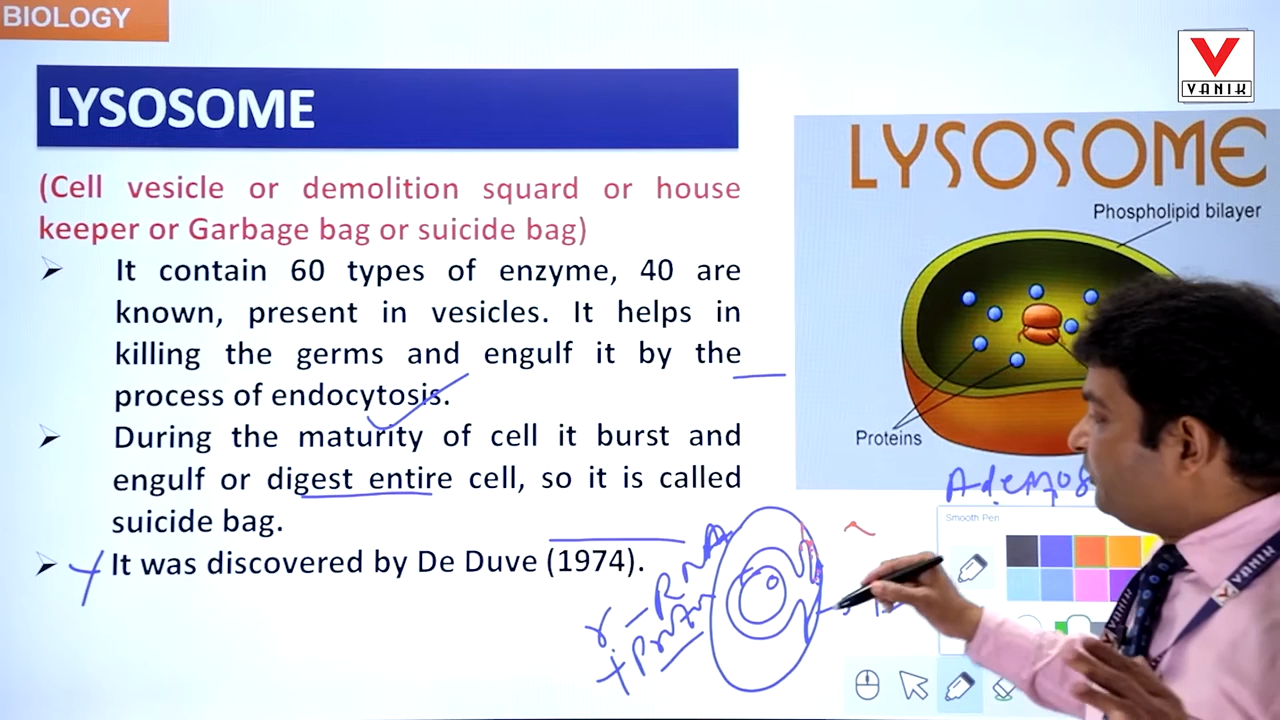 BIOLOGY
VANIK
LYSOSOME
(Cell vesicle or demolition squard or house
keeper or Garbage bag or suicide bag)
It contain 60 types of enzyme, 40 are
known, present in vesicles. It helps in
killing the germs and engulf it by the
process of endocytosis.
During the maturity of cell it burst and
engulf or digest entire cell, so it is called
suicide bag.
It was discovered by De Duve (1974).
LYSOSOME
Phospholipid bilayer
Proteins
Smooth Pen
RNA
VANIK
VANIK